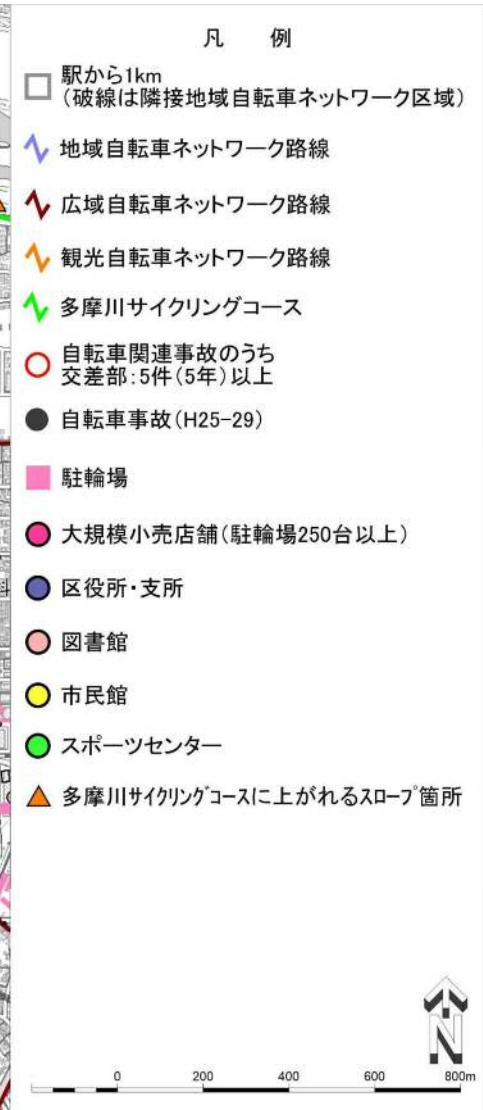 凡　例
駅から1km
（破線は隣接地域自転車ネットワーク区域）
地域自転車ネットワーク路線
広域自転車ネットワーク路線
観光自転車ネットワーク路線
多摩川サイクリングコース
自転車関連事故のうち
交差部:5件(5年)以上
自転車事故(H25-29)
駐輪場
大規模小売店舗(駐輪場250台以上)
区役所・支所
図書館
市民館
スポーツセンター
多摩川ｻｲｸﾘﾝｸﾞｺｰｽに上がれるｽﾛｰﾌﾟ箇所
N
0 200 400 600 800m